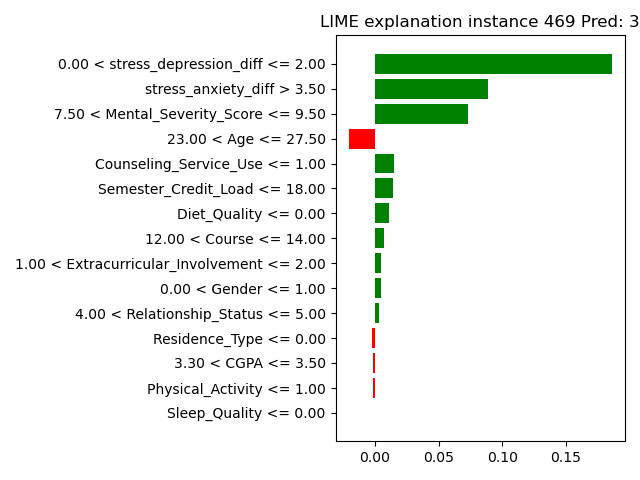 LIME explanation instance 469 Pred: 3
0.00 < stress_depression_diff <= 2.00
stress_anxiety_diff > 3.50
7.50 < Mental_Severity_Score <= 9.50
23.00 < Age <= 27.50
Counseling_Service_Use <= 1.00
Semester_Credit_Load <= 18.00
Diet_Quality <= 0.00
12.00 < Course <= 14.00
1.00 < Extracurricular_Involvement <= 2.00
0.00 < Gender <= 1.00
4.00 < Relationship_Status <= 5.00
Residence_Type <= 0.00
3.30 < CGPA <= 3.50
Physical_Activity <= 1.00
Sleep_Quality <= 0.00
0.00 0.05 0.10 0.15